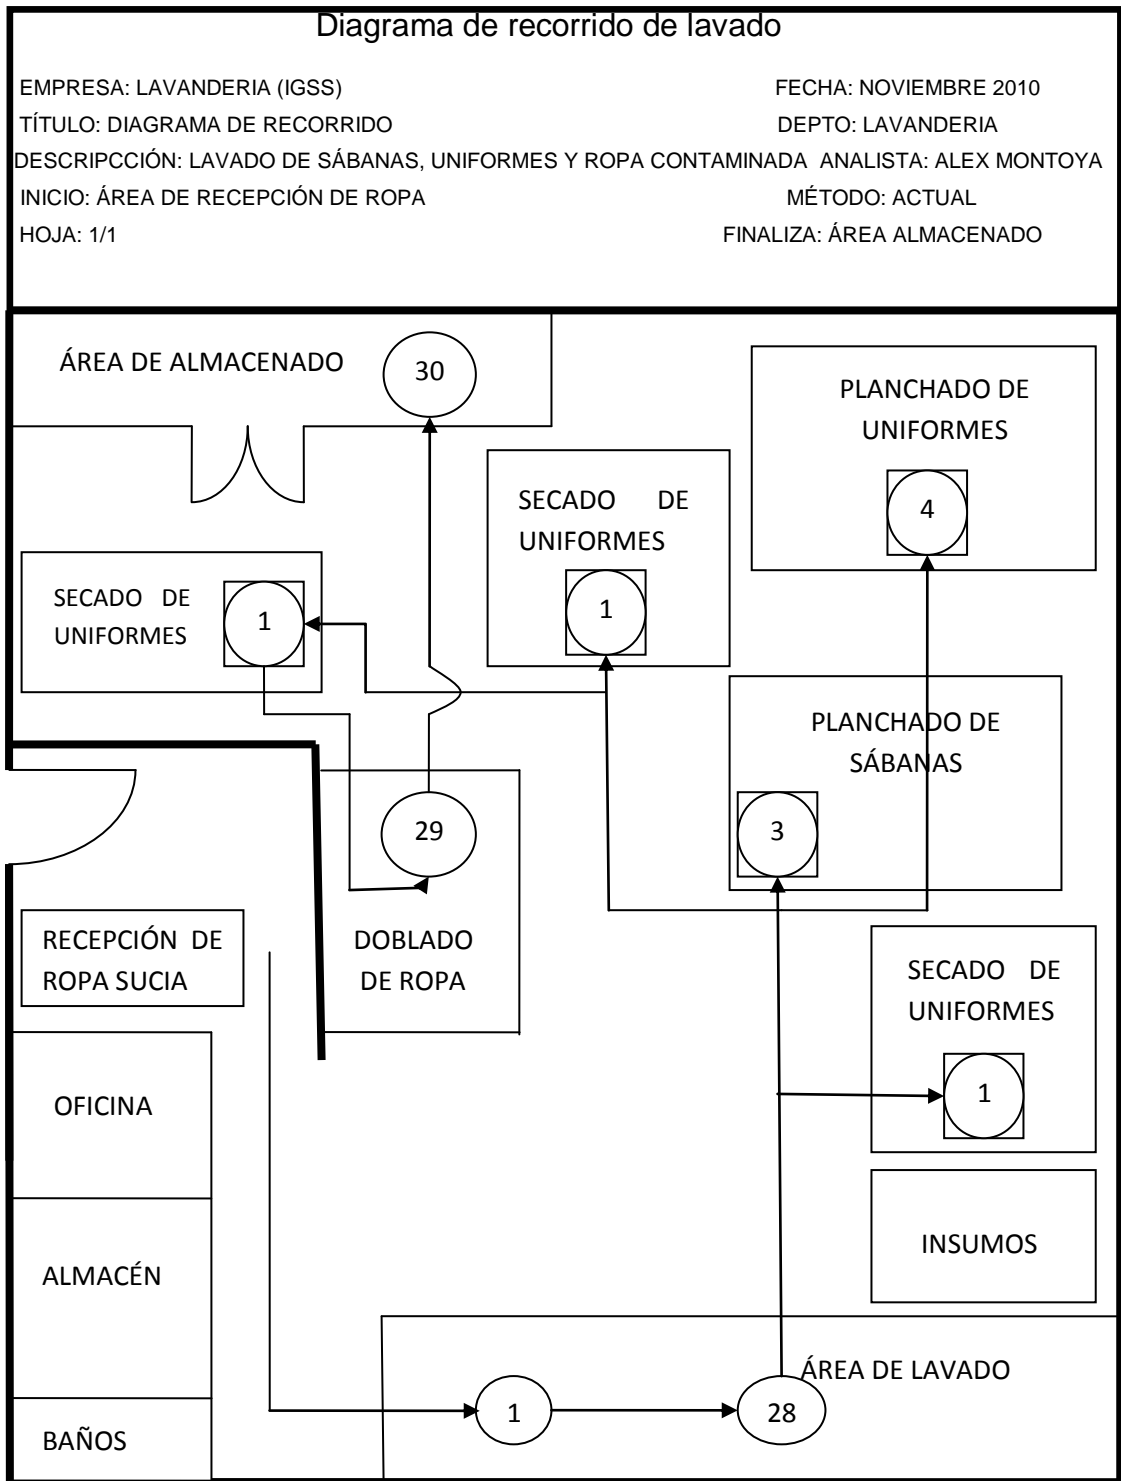 Diagrama de recorrido de lavado
EMPRESA: LAVANDERIA (IGSS) FECHA: NOVIEMBRE 2010
TÍTULO: DIAGRAMA DE RECORRIDO DEPTO: LAVANDERIA
DESCRIPCCIÓN: LAVADO DE SÁBANAS, UNIFORMES Y ROPA CONTAMINADA ANALISTA: ALEX MONTOYA
INICIO: ÁREA DE RECEPCIÓN DE ROPA MÉTODO: ACTUAL
HOJA: 1/1 FINALIZA: ÁREA ALMACENADO
ÁREA DE ALMACENADO
30
PLANCHADO DE
UNIFORMES
4
SECADO DE
UNIFORMES
1
SECADO DE
UNIFORMES
1
PLANCHADO DE
SÁBANAS
3
29
DOBLADO
DE ROPA
RECEPCIÓN DE
ROPA SUCIA
SECADO DE
UNIFORMES
1
OFICINA
INSUMOS
ALMACÉN
ÁREA DE LAVADO
1
28
BAÑOS